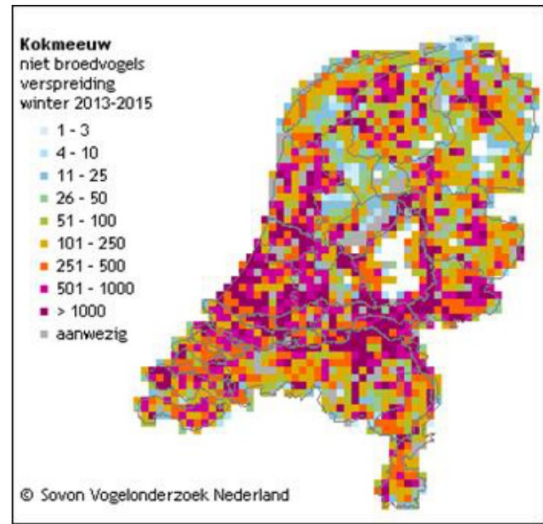 Kokmeeuw
niet broedvogels
verspreiding
winter 2013-2015
1 - 3
4 - 10
11 - 25
26 - 50
51 - 100
101 - 250
251 - 500
501 - 1000
> 1000
aanwezig
© Sovon Vogelonderzoek Nederland